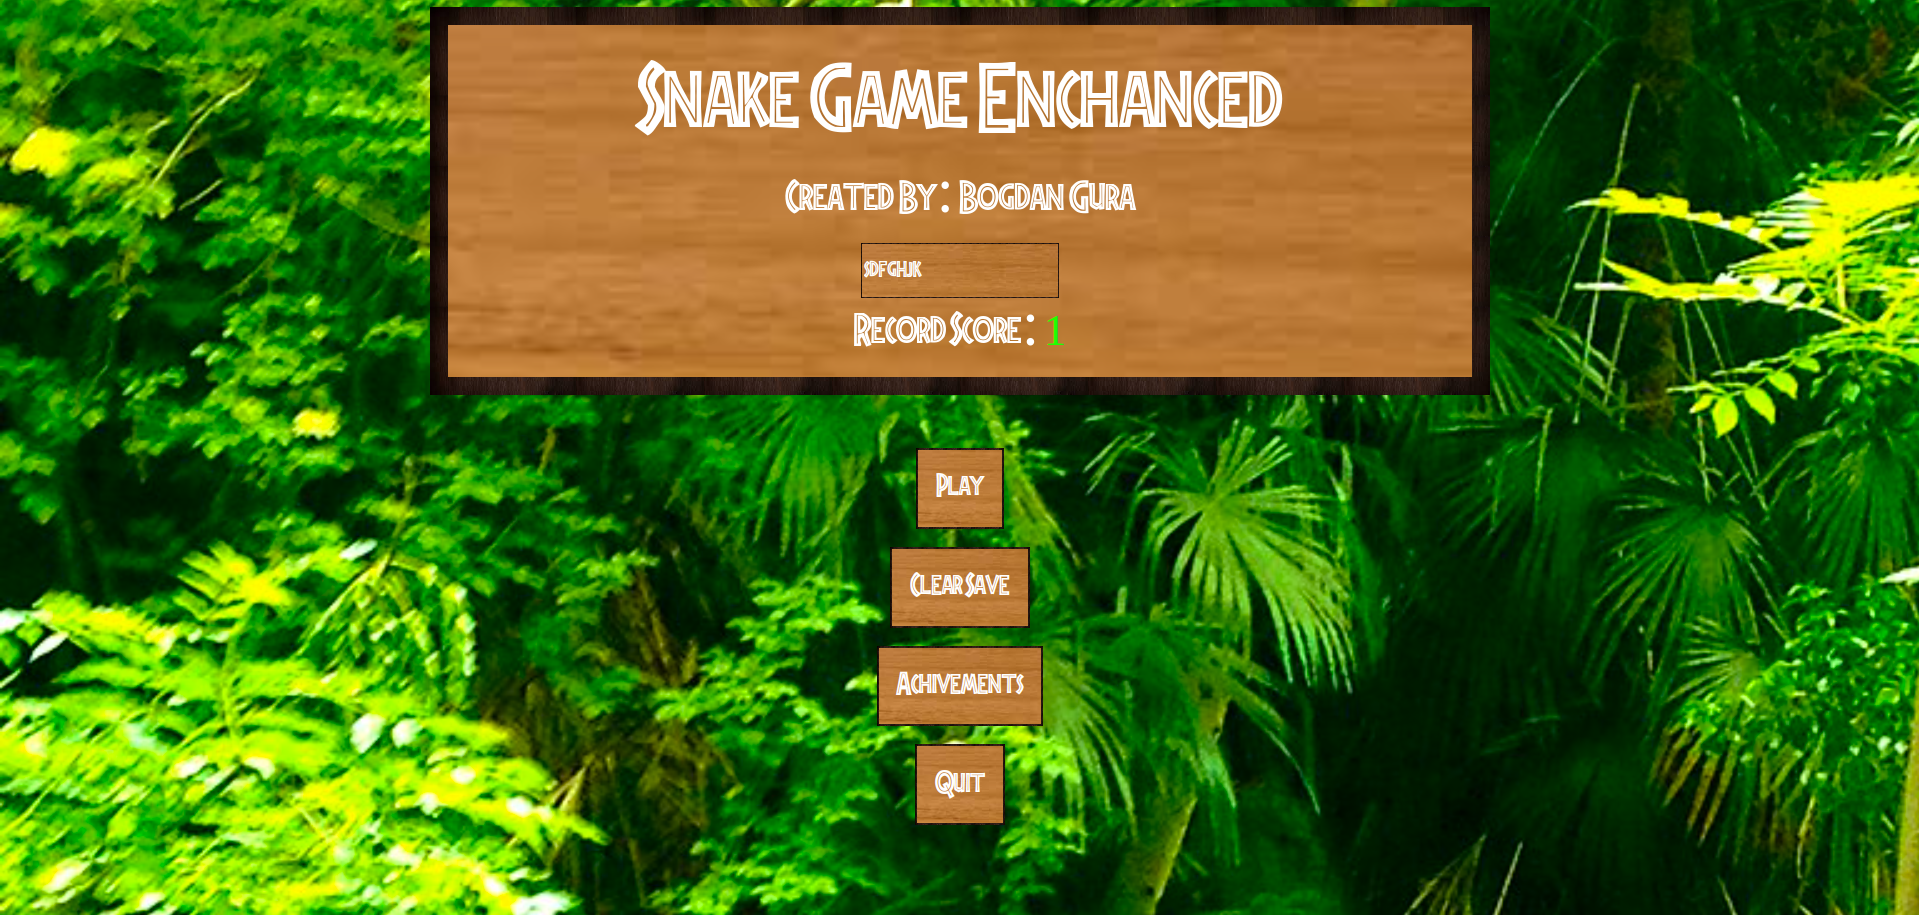 Snake Game Enchanced
Created By: Bogdan Gura
sdfghjk
Record Score: 1
Play
Clear Save
Achivements
Quit